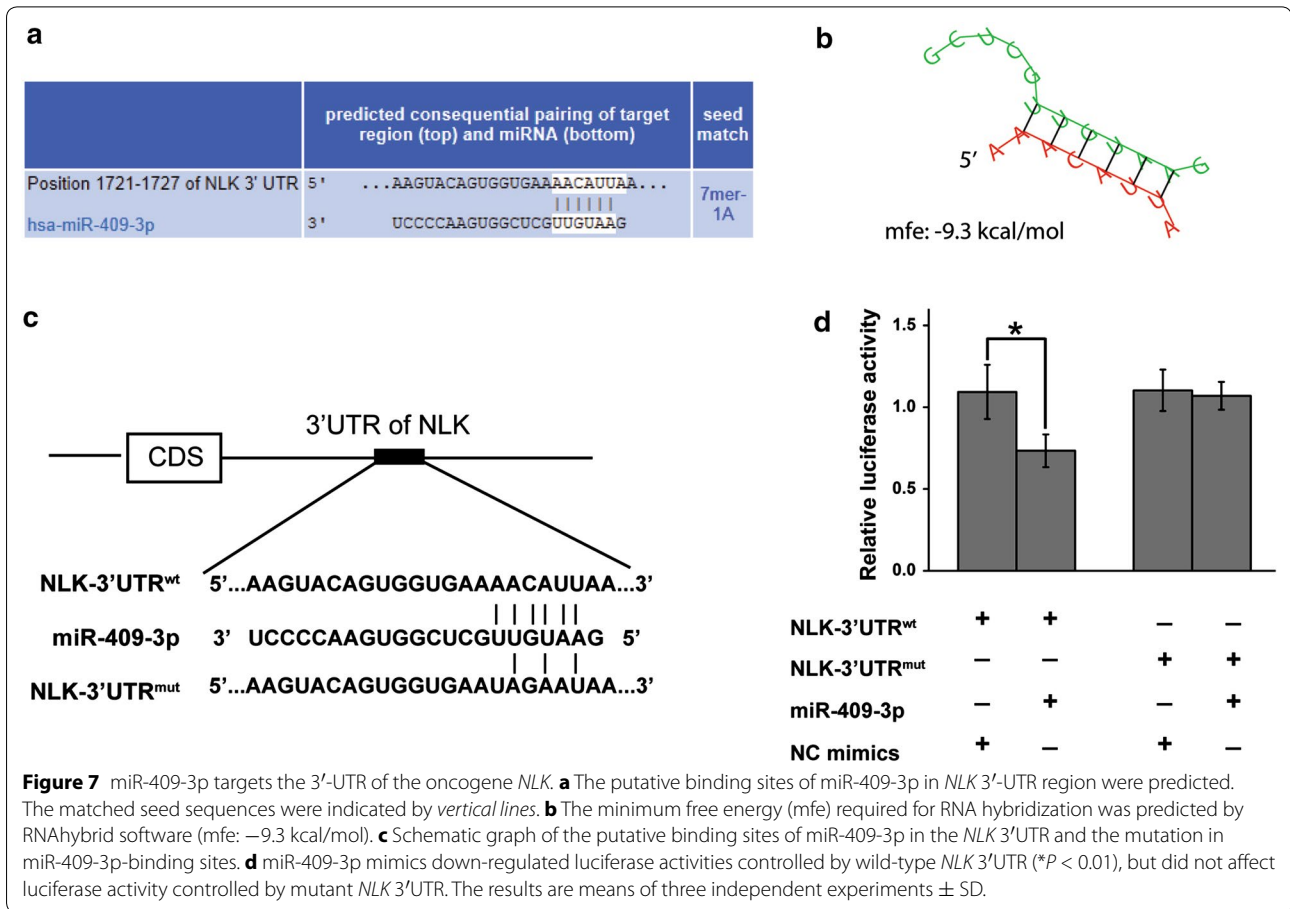 a
predicted consequential pairing of target region (top) and miRNA (bottom)
seed match
Position 1721-1727 of NLK 3' UTR 5' ...AAGUACAGUGGUGAAAACAUUAA...
||||||
hsa-miR-409-3p 3' UCCCCAAGUGGCUCGUUGUAAG
7mer-1A
b
G C U C G G U U G U A A G
5' A A A C A U U A
mfe: -9.3 kcal/mol
c
CDS
3'UTR of NLK
NLK-3'UTRwt 5'...AAGUACAGUGGUGAAAACAUUAA...3'
| | | | | |
miR-409-3p 3' UCCCCAAGUGGCUCGUUGUAAG 5'
| | |
NLK-3'UTRmut 5'...AAGUACAGUGGUGAAUAGAAUAA...3'
d
Relative luciferase activity
1.5
1.0
0.5
0.0
*
NLK-3'UTRwt + + – –
NLK-3'UTRmut – – + +
miR-409-3p – + – +
NC mimics + – + –
Figure 7 miR-409-3p targets the 3′-UTR of the oncogene NLK. a The putative binding sites of miR-409-3p in NLK 3′-UTR region were predicted.
The matched seed sequences were indicated by vertical lines. b The minimum free energy (mfe) required for RNA hybridization was predicted by
RNAhybrid software (mfe: −9.3 kcal/mol). c Schematic graph of the putative binding sites of miR-409-3p in the NLK 3′UTR and the mutation in
miR-409-3p-binding sites. d miR-409-3p mimics down-regulated luciferase activities controlled by wild-type NLK 3′UTR (*P < 0.01), but did not affect
luciferase activity controlled by mutant NLK 3′UTR. The results are means of three independent experiments ± SD.